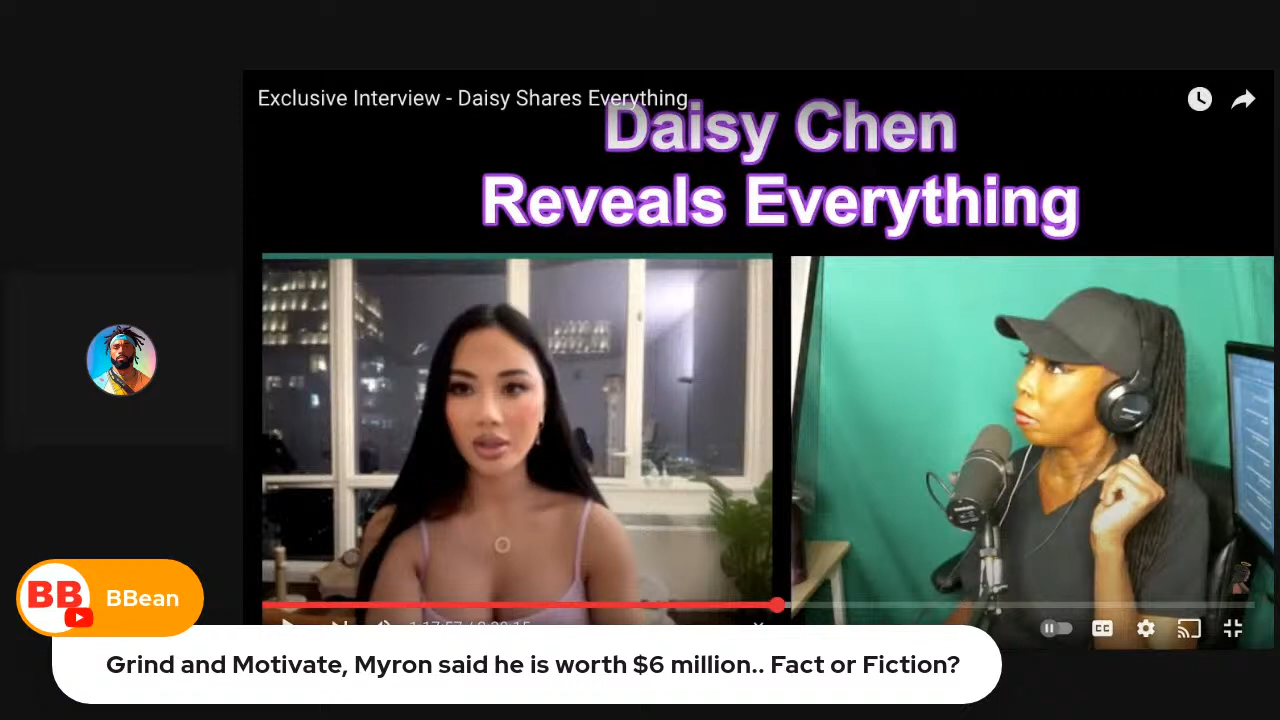 Exclusive Interview - Daisy Shares Everything
Daisy Chen
Reveals Everything
CC
BB
BBean
Grind and Motivate, Myron said he is worth $6 million.. Fact or Fiction?